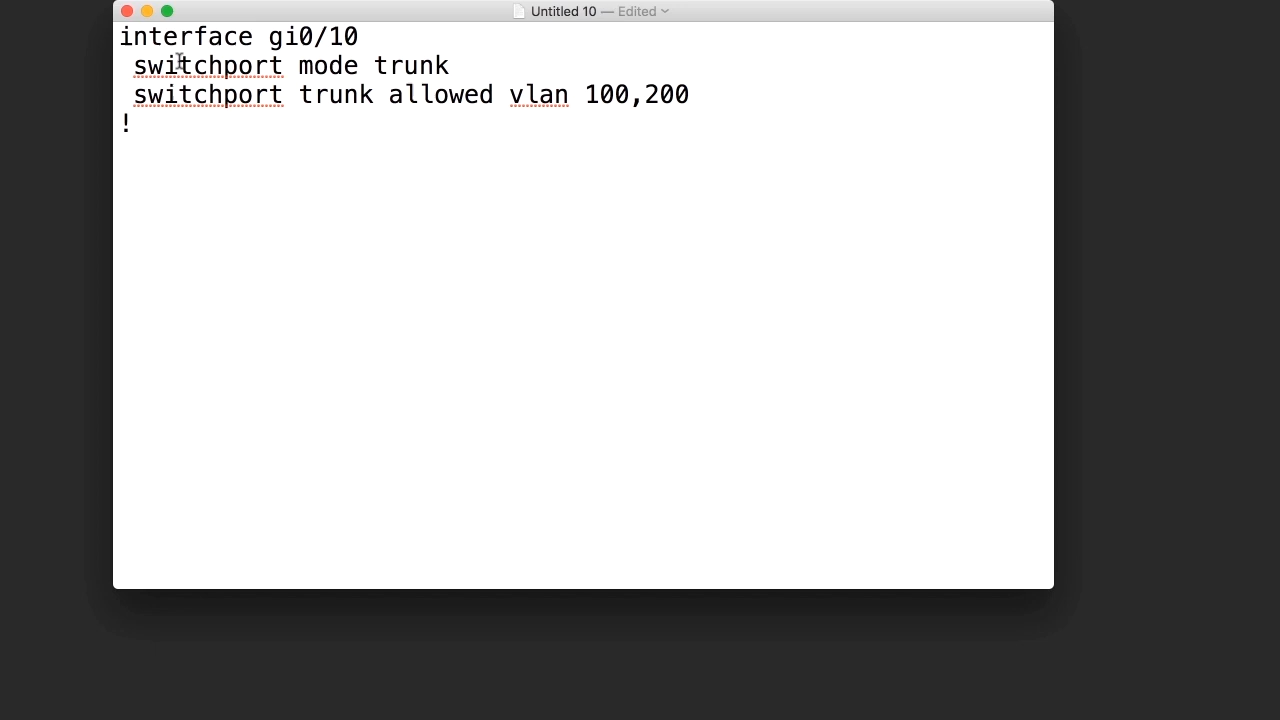 Untitled 10 — Edited
interface gi0/10
switchport mode trunk
switchport trunk allowed vlan 100,200
!